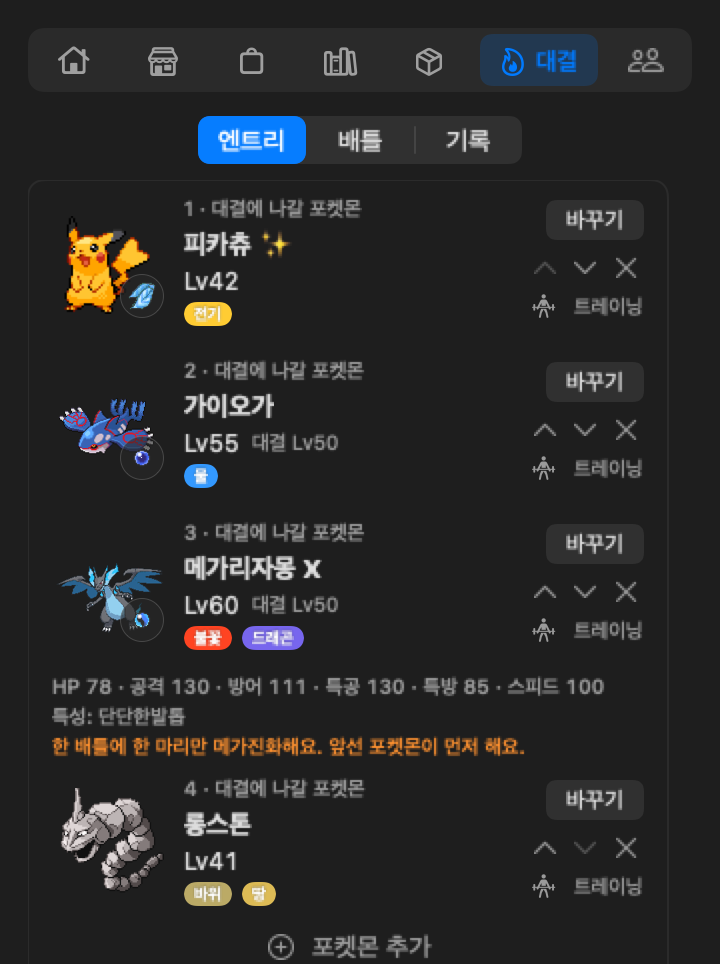 대결
엔트리 배틀 기록
1 · 대결에 나갈 포켓몬
바꾸기
피카츄 ✨
Lv42
전기
트레이닝
2 · 대결에 나갈 포켓몬
바꾸기
가이오가
Lv55 대결 Lv50
물
트레이닝
3 · 대결에 나갈 포켓몬
바꾸기
메가리자몽 X
Lv60 대결 Lv50
불꽃 드래곤
트레이닝
HP 78 · 공격 130 · 방어 111 · 특공 130 · 특방 85 · 스피드 100
특성: 단단한발톱
한 배틀에 한 마리만 메가진화해요. 앞선 포켓몬이 먼저 해요.
4 · 대결에 나갈 포켓몬
바꾸기
롱스톤
Lv41
바위 땅
트레이닝
포켓몬 추가